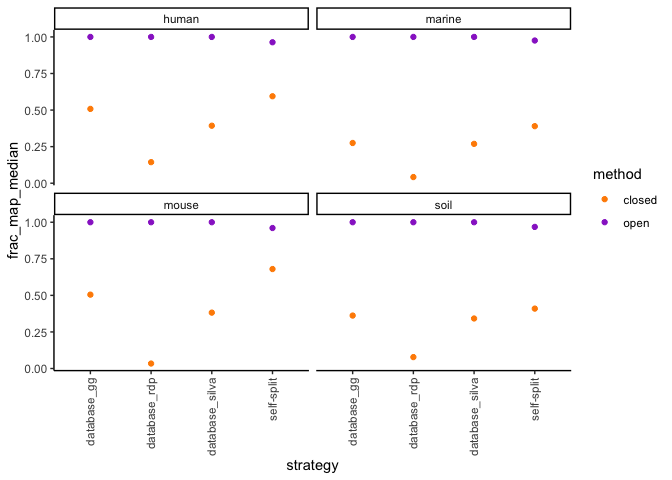 human
marine
1.00
0.75
0.50
0.25
0.00
mouse
soil
1.00
0.75
0.50
0.25
0.00
frac_map_median
database_gg
database_rdp
database_silva
self-split
database_gg
database_rdp
database_silva
self-split
strategy
method
closed
open